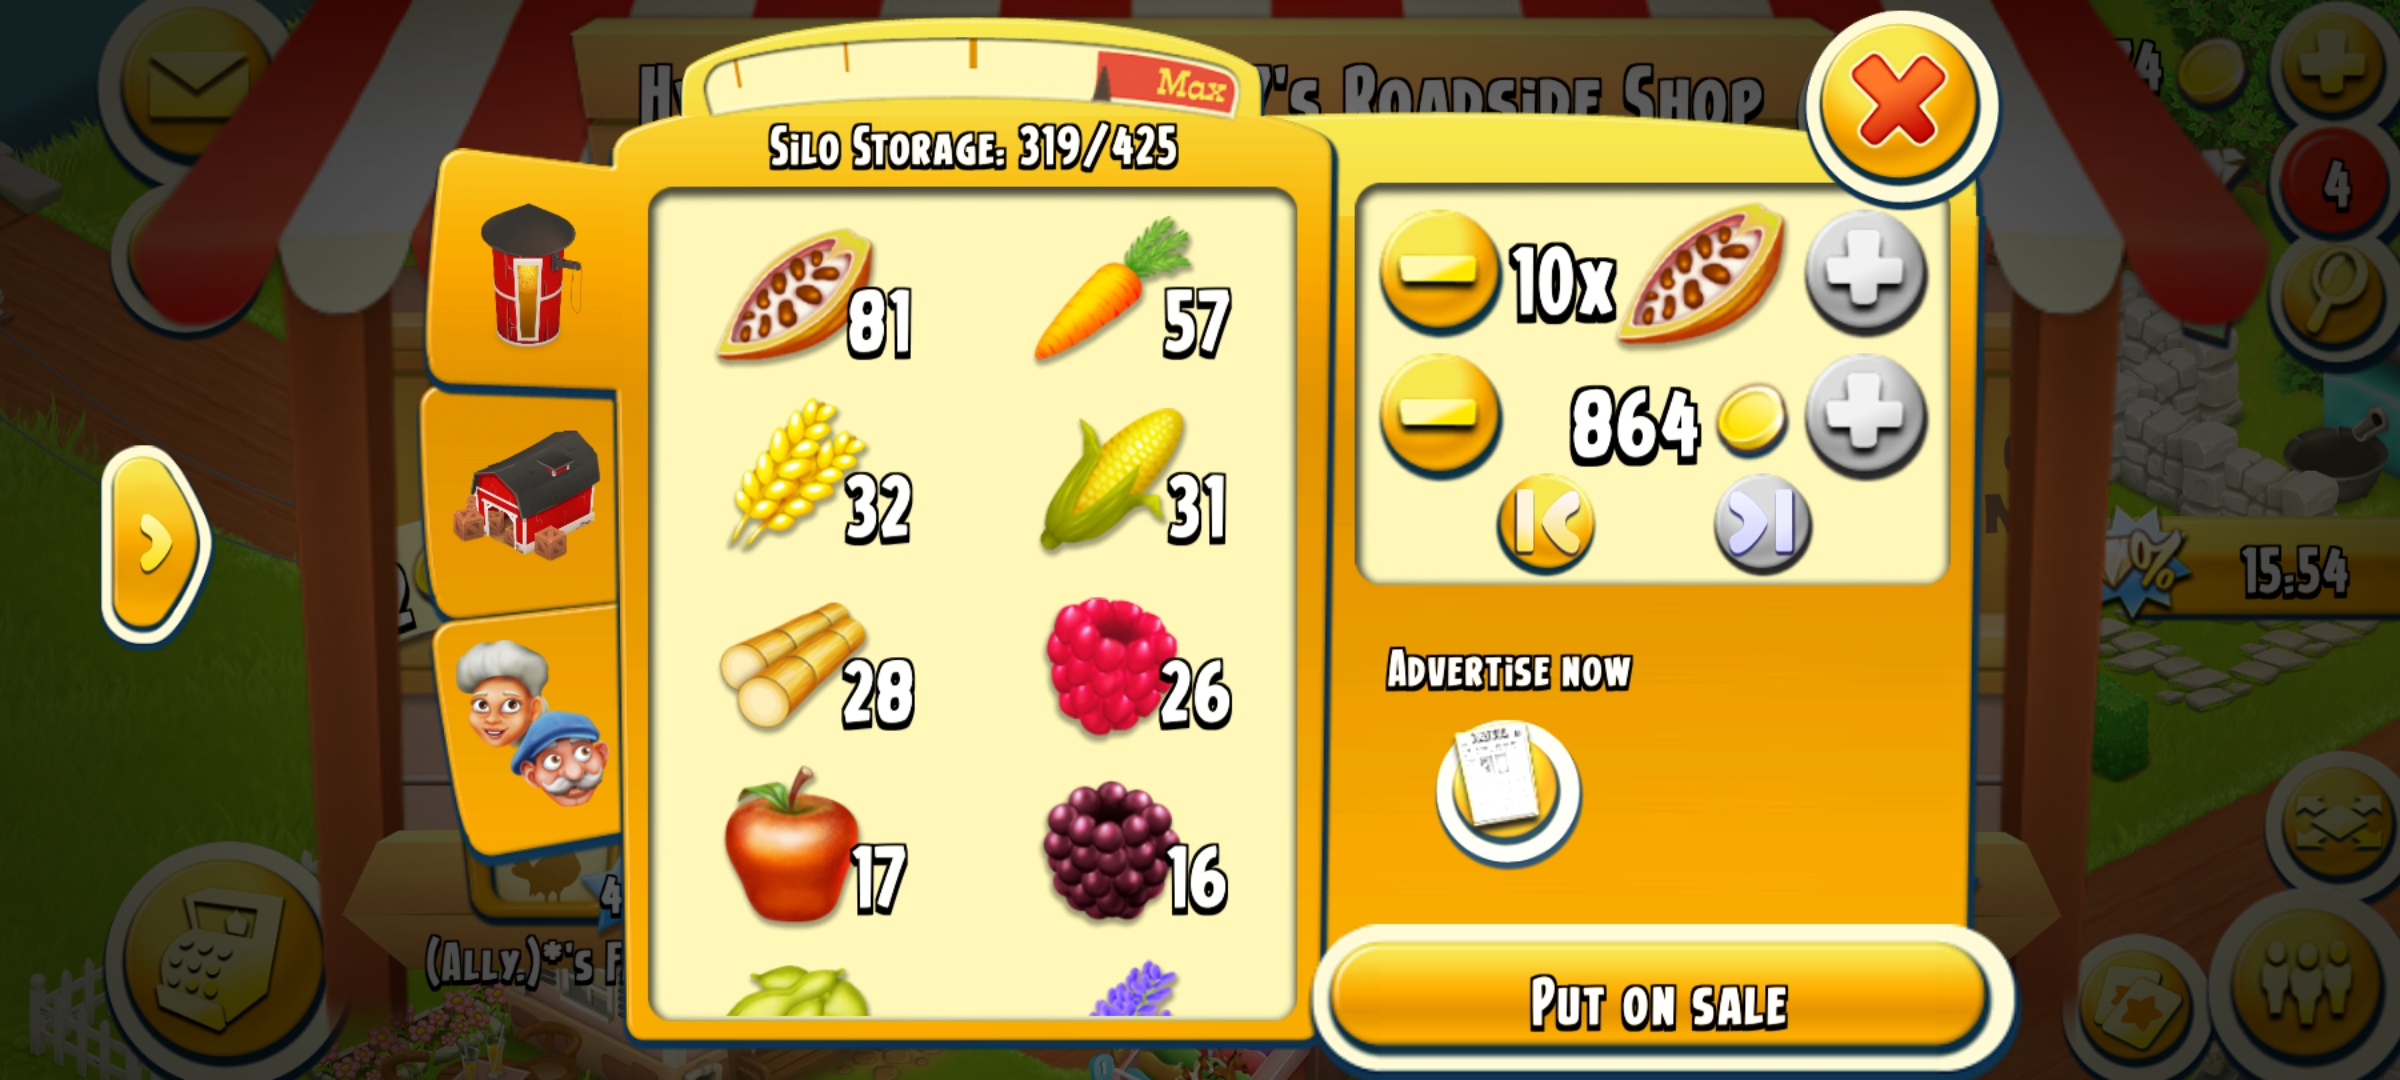 Max
Silo Storage: 319/425
's Roadside Shop
4
81
57
32
31
28
26
17
16
10x
864
15:54
Advertise now
Put on sale
(Ally.)*'s F